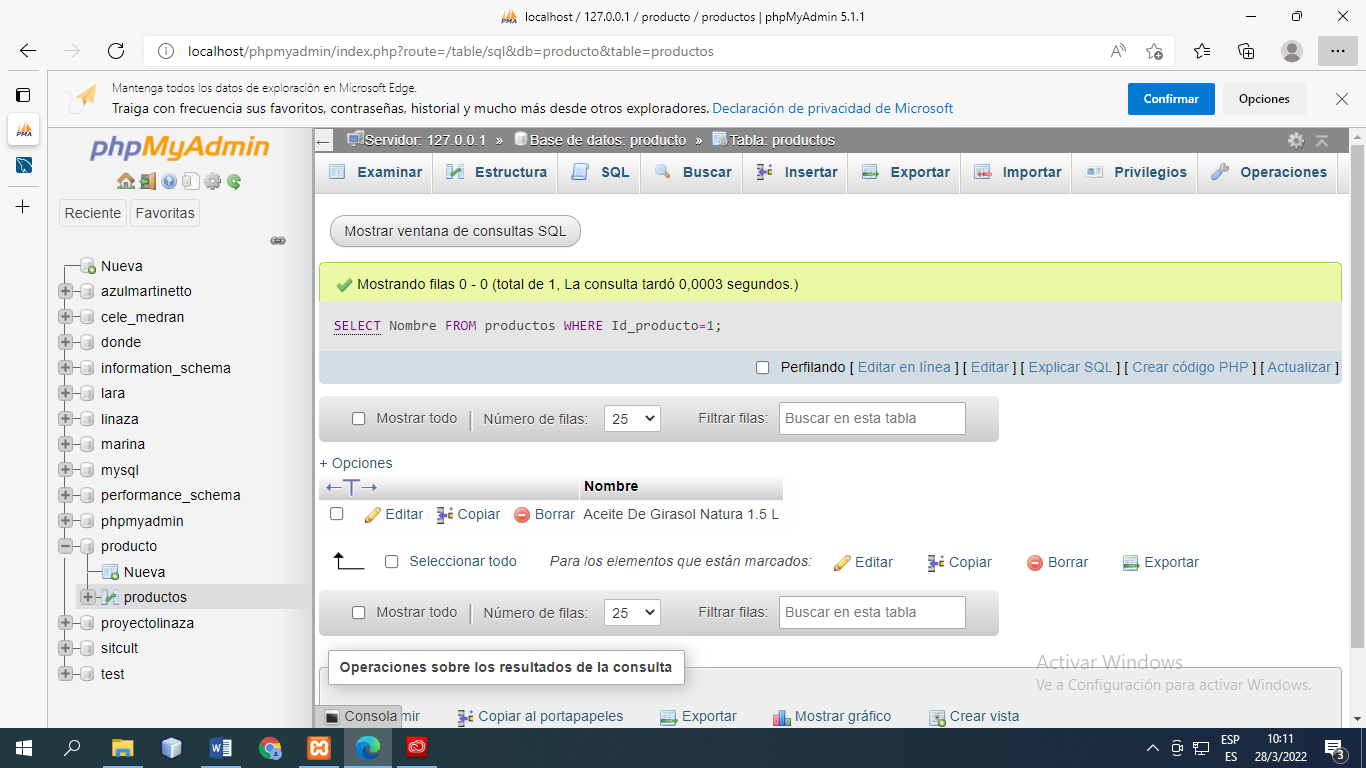 localhost / 127.0.0.1 / producto / productos | phpMyAdmin 5.1.1
localhost/phpmyadmin/index.php?route=/table/sql&db=producto&table=productos
Mantenga todos los datos de exploración en Microsoft Edge.
Traiga con frecuencia sus favoritos, contraseñas, historial y mucho más desde otros exploradores. Declaración de privacidad de Microsoft
Confirmar
Opciones
phpMyAdmin
Reciente
Favoritas
Nueva
azulmartinetto
cele_medran
donde
information_schema
lara
linaza
marina
mysql
performance_schema
phpmyadmin
producto
Nueva
productos
proyectolinaza
sitcult
test
Servidor: 127.0.0.1 » Base de datos: producto » Tabla: productos
Examinar Estructura SQL Buscar Insertar Exportar Importar Privilegios Operaciones
Mostrar ventana de consultas SQL
Mostrando filas 0 - 0 (total de 1, La consulta tardó 0,0003 segundos.)
SELECT Nombre FROM productos WHERE Id_producto=1;
Perfilando [ Editar en línea ] [ Editar ] [ Explicar SQL ] [ Crear código PHP ] [ Actualizar ]
Mostrar todo | Número de filas: 25 Filtrar filas: Buscar en esta tabla
+ Opciones
←T→ Nombre
Editar Copiar Borrar Aceite De Girasol Natura 1.5 L
Seleccionar todo Para los elementos que están marcados: Editar Copiar Borrar Exportar
Mostrar todo | Número de filas: 25 Filtrar filas: Buscar en esta tabla
Operaciones sobre los resultados de la consulta
Consola mir Copiar al portapapeles Exportar Mostrar gráfico Crear vista
Activar Windows
Ve a Configuración para activar Windows.
ESP
ES
10:11
28/3/2022
3